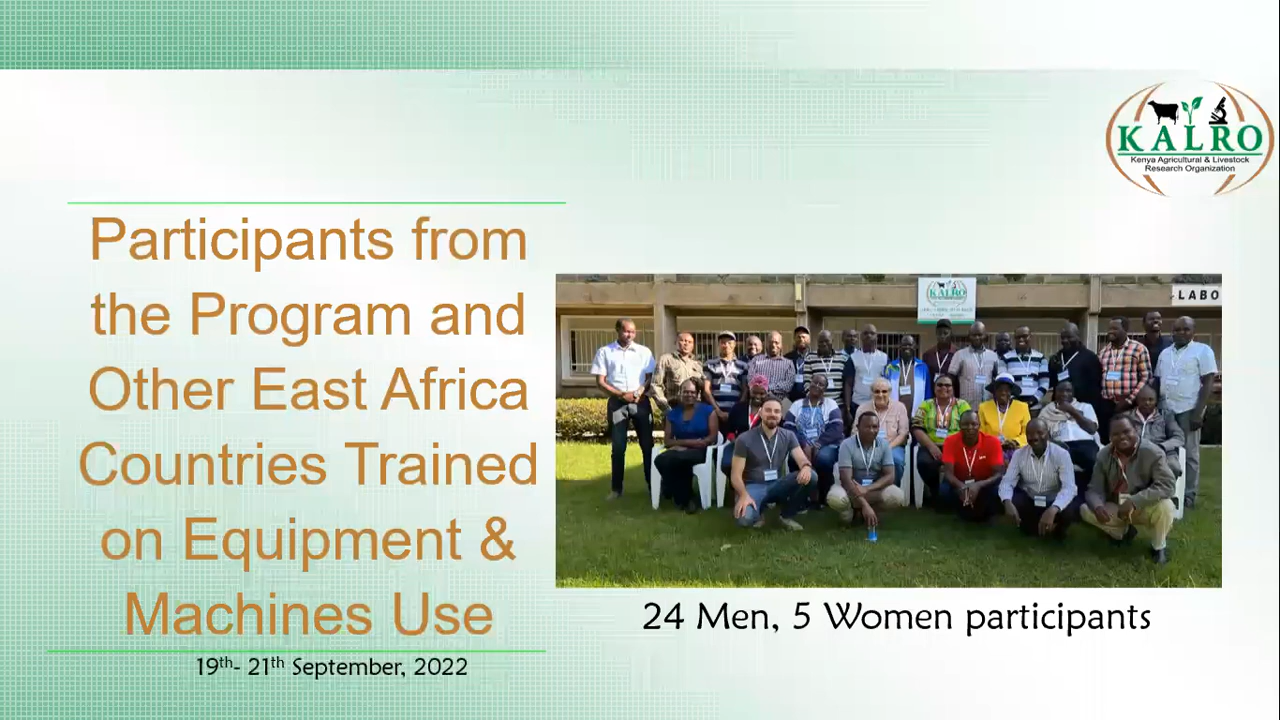 KALRO
Kenya Agricultural & Livestock
Research Organization
Participants from
the Program and
Other East Africa
Countries Trained
on Equipment &
Machines Use
19th- 21th September, 2022
KALRO
LABO
24 Men, 5 Women participants